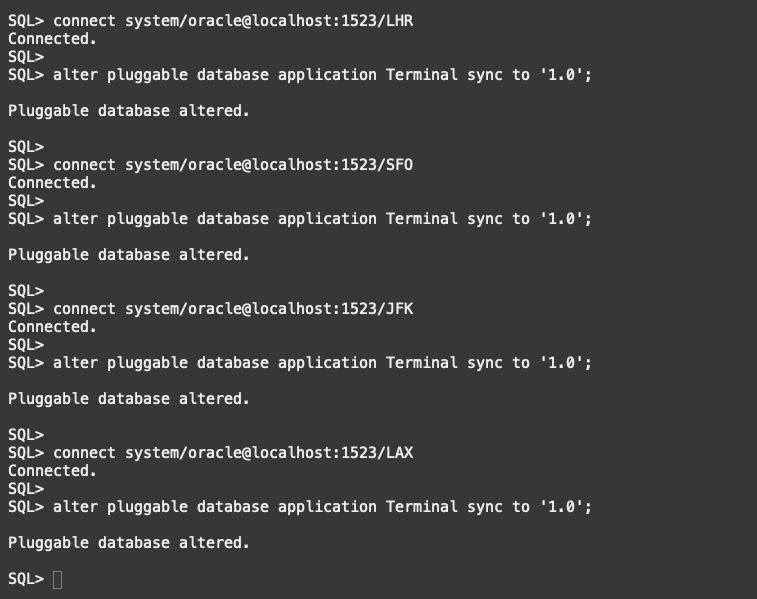 SQL> connect system/oracle@localhost:1523/LHR
Connected.
SQL>
SQL> alter pluggable database application Terminal sync to '1.0';
Pluggable database altered.
SQL>
SQL> connect system/oracle@localhost:1523/SFO
Connected.
SQL>
SQL> alter pluggable database application Terminal sync to '1.0';
Pluggable database altered.
SQL>
SQL> connect system/oracle@localhost:1523/JFK
Connected.
SQL>
SQL> alter pluggable database application Terminal sync to '1.0';
Pluggable database altered.
SQL>
SQL> connect system/oracle@localhost:1523/LAX
Connected.
SQL>
SQL> alter pluggable database application Terminal sync to '1.0';
Pluggable database altered.
SQL>